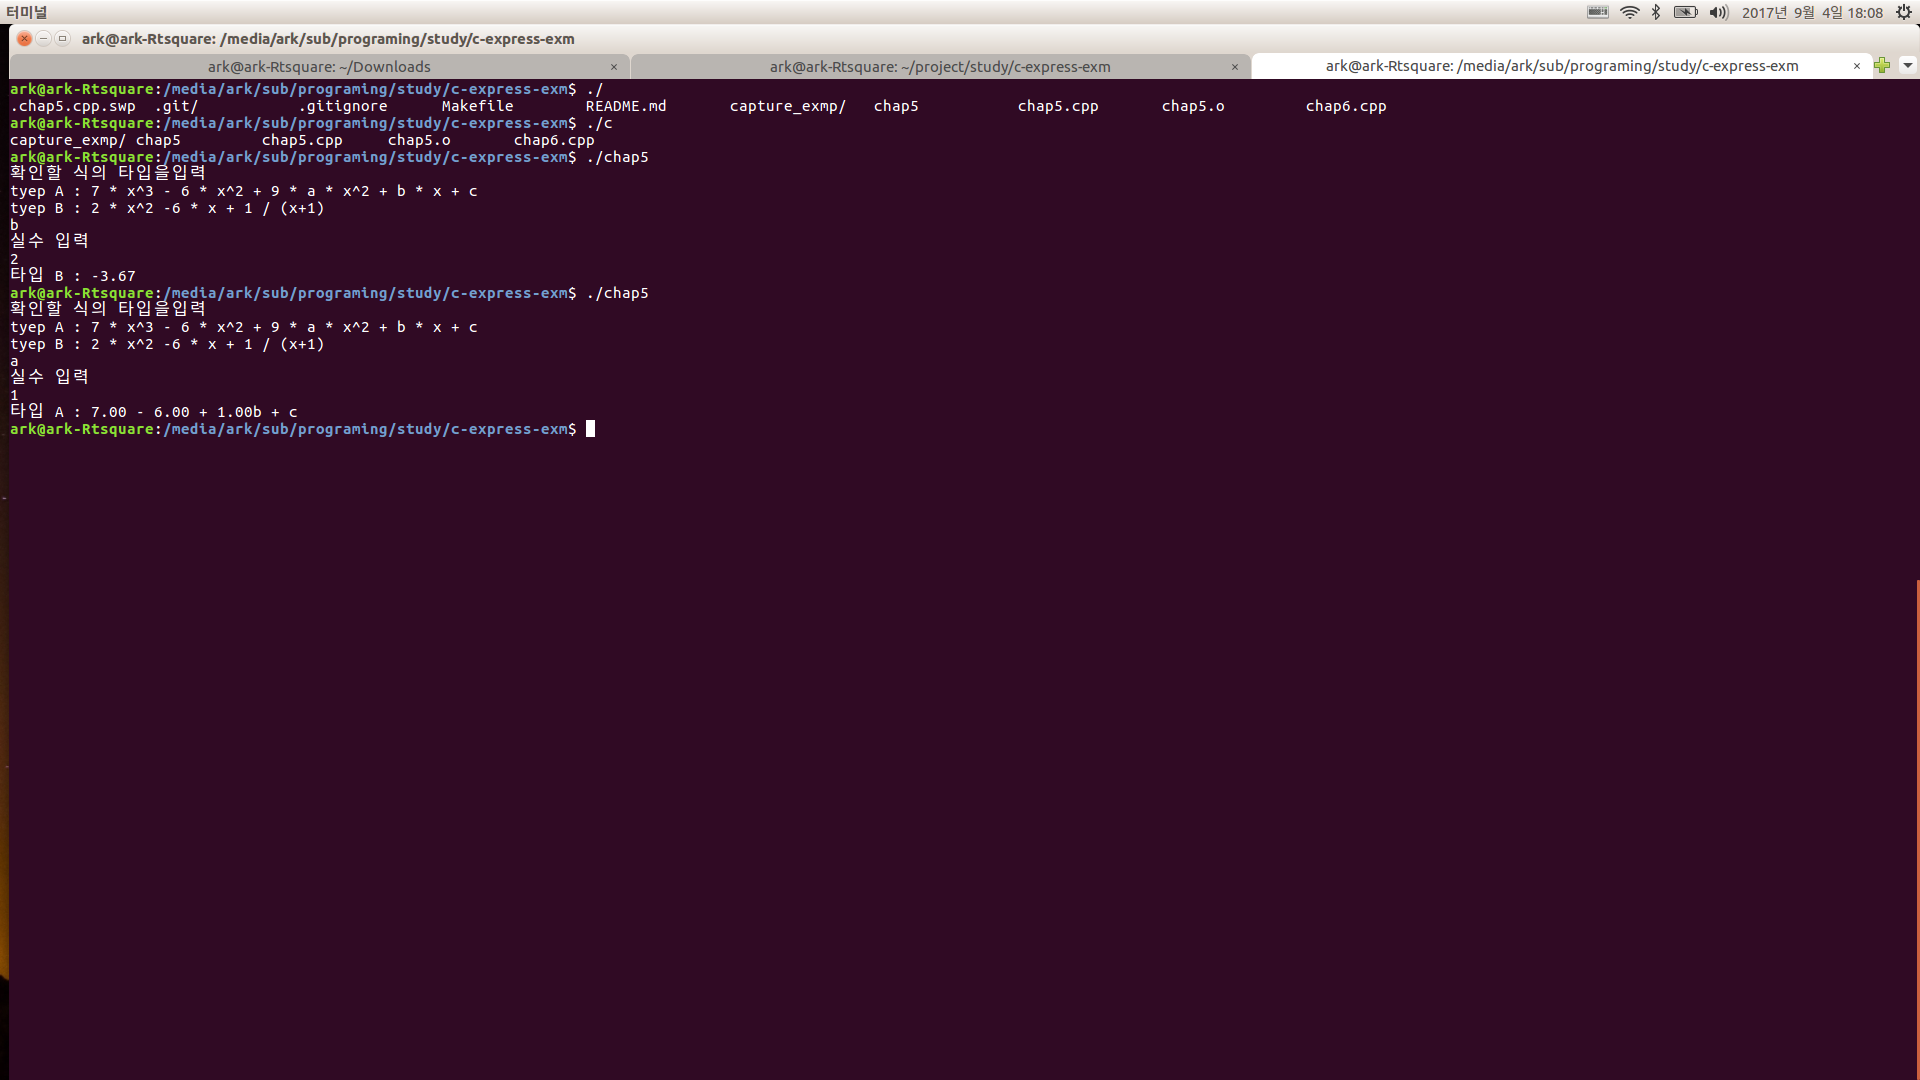 터미널
2017년 9월 4일 18:08
ark@ark-Rtsquare: /media/ark/sub/programing/study/c-express-exm
ark@ark-Rtsquare: ~/Downloads × ark@ark-Rtsquare: ~/project/study/c-express-exm × ark@ark-Rtsquare: /media/ark/sub/programing/study/c-express-exm ×
ark@ark-Rtsquare:/media/ark/sub/programing/study/c-express-exm$ ./
.chap5.cpp.swp .git/ .gitignore Makefile README.md capture_exmp/ chap5 chap5.cpp chap5.o chap6.cpp
ark@ark-Rtsquare:/media/ark/sub/programing/study/c-express-exm$ ./c
capture_exmp/ chap5 chap5.cpp chap5.o chap6.cpp
ark@ark-Rtsquare:/media/ark/sub/programing/study/c-express-exm$ ./chap5
확인할 식의 타입을입력
tyep A : 7 * x^3 - 6 * x^2 + 9 * a * x^2 + b * x + c
tyep B : 2 * x^2 -6 * x + 1 / (x+1)
b
실수 입력
2
타입 B : -3.67
ark@ark-Rtsquare:/media/ark/sub/programing/study/c-express-exm$ ./chap5
확인할 식의 타입을입력
tyep A : 7 * x^3 - 6 * x^2 + 9 * a * x^2 + b * x + c
tyep B : 2 * x^2 -6 * x + 1 / (x+1)
a
실수 입력
1
타입 A : 7.00 - 6.00 + 1.00b + c
ark@ark-Rtsquare:/media/ark/sub/programing/study/c-express-exm$